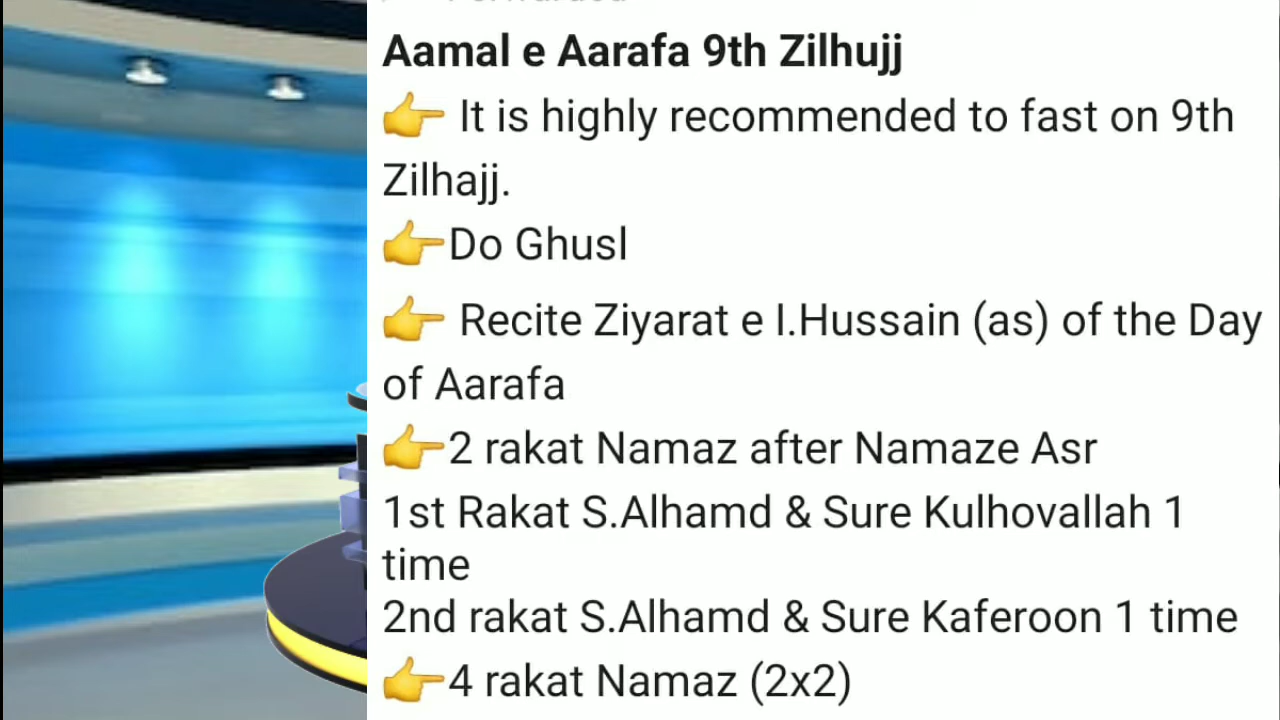 Aamal e Aarafa 9th Zilhujj
👉 It is highly recommended to fast on 9th
Zilhajj.
👉Do Ghusl
👉 Recite Ziyarat e I.Hussain (as) of the Day
of Aarafa
👉2 rakat Namaz after Namaze Asr
1st Rakat S.Alhamd & Sure Kulhovallah 1
time
2nd rakat S.Alhamd & Sure Kaferoon 1 time
👉4 rakat Namaz (2x2)